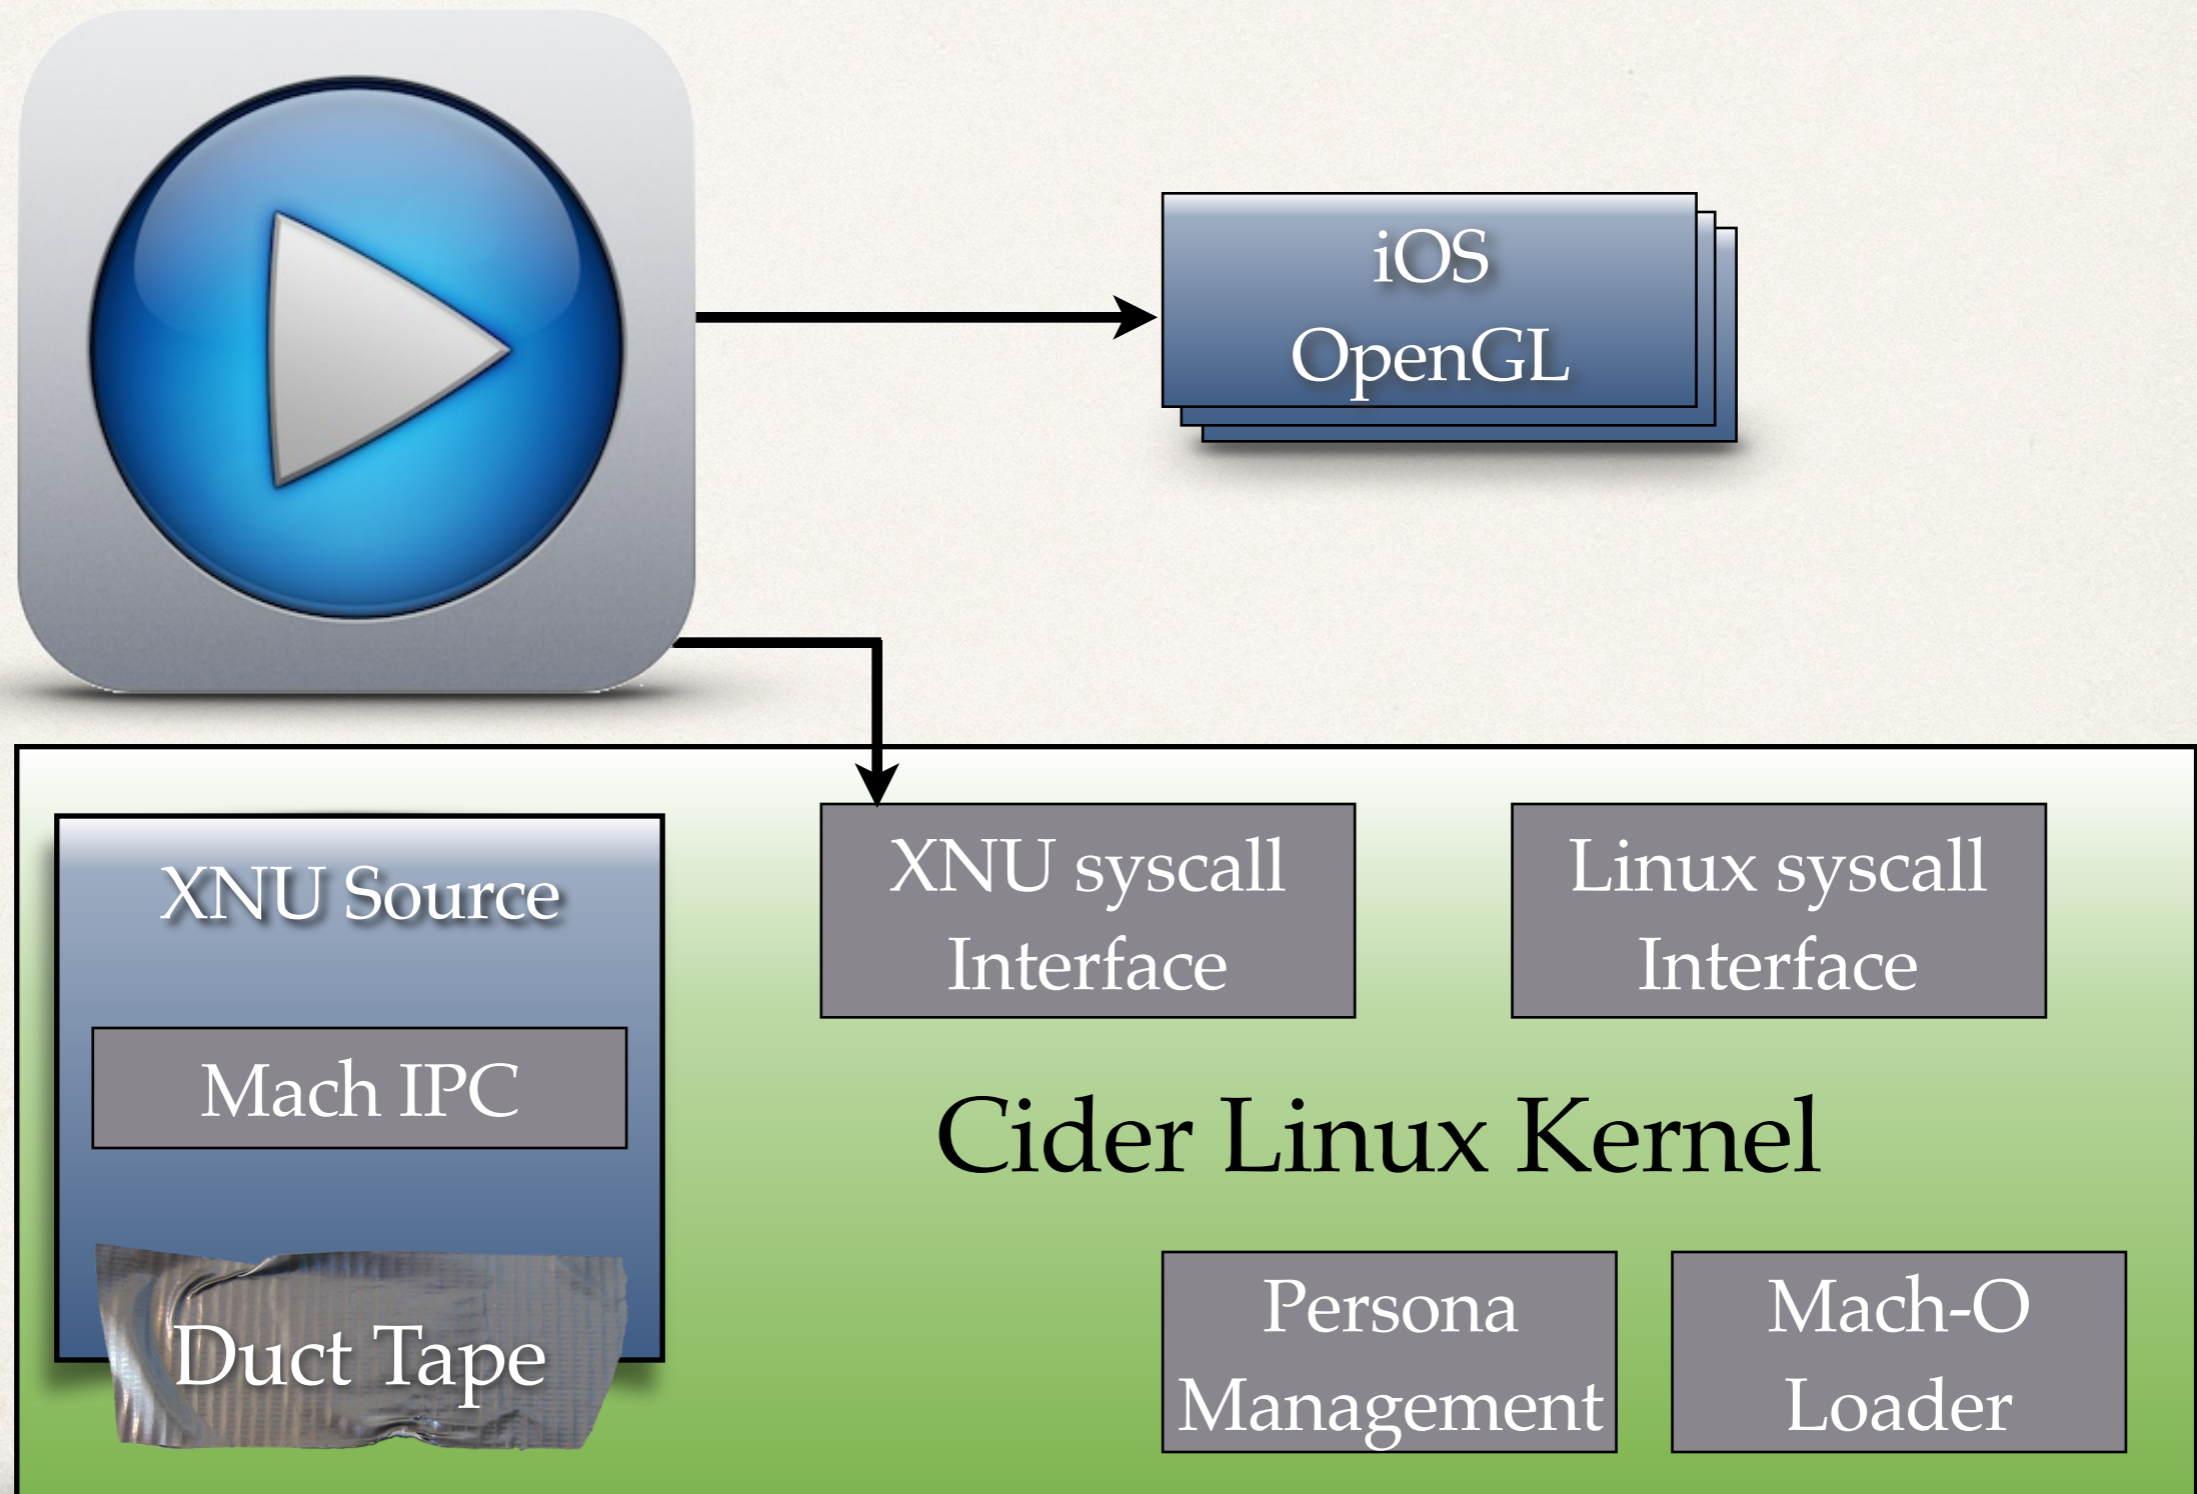 iOS
OpenGL
XNU Source
Mach IPC
Duct Tape
XNU syscall
Interface
Linux syscall
Interface
Cider Linux Kernel
Persona
Management
Mach-O
Loader